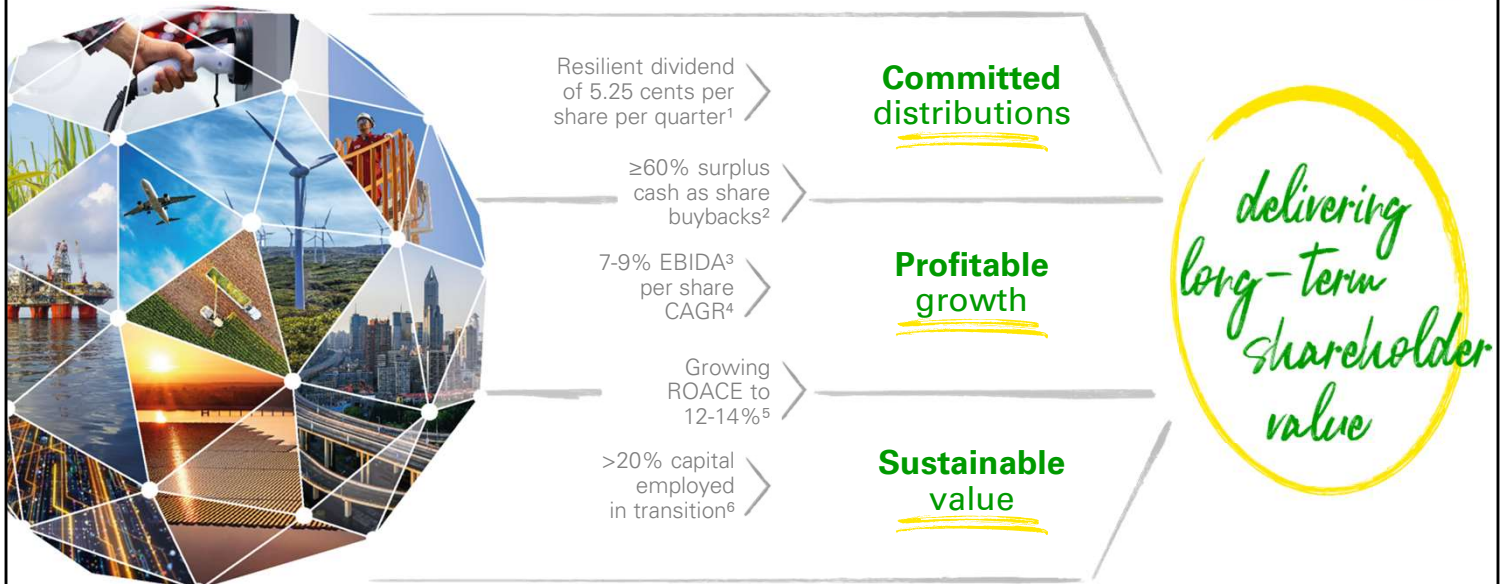 Resilient dividend
of 5.25 cents per
share per quarter¹
Committed
distributions
≥60% surplus
cash as share
buybacks²
7-9% EBIDA³
per share
CAGR⁴
Profitable
growth
Growing
ROACE to
12-14%⁵
>20% capital
employed
in transition⁶
Sustainable
value
delivering
long-term
shareholder
value